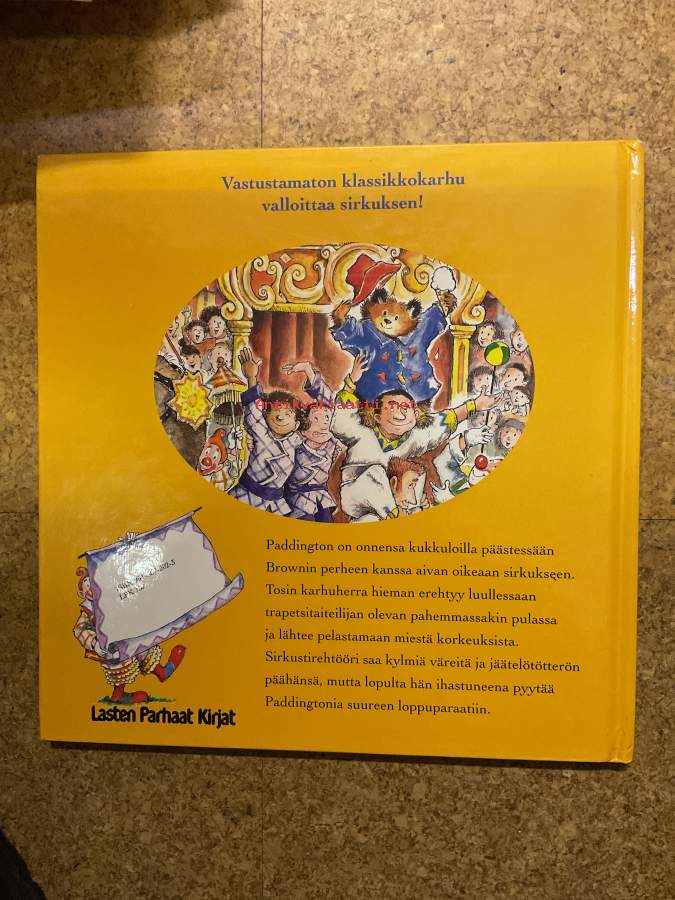 Vastustamaton klassikkokarhu
valloittaa sirkuksen!
Antikvariaatti.net
Paddington on onnensa kukkuloilla päästessään
Brownin perheen kanssa aivan oikeaan sirkukseen.
Tosin karhuherra hieman erehtyy luullessaan
trapetsitaiteilijan olevan pahemmassakin pulassa
ja lähtee pelastamaan miestä korkeuksista.
Sirkustirehtööri saa kylmiä väreitä ja jäätelötötterön
päähänsä, mutta lopulta hän ihastuneena pyytää
Paddingtonia suureen loppuparaatiin.
Lasten Parhaat Kirjat